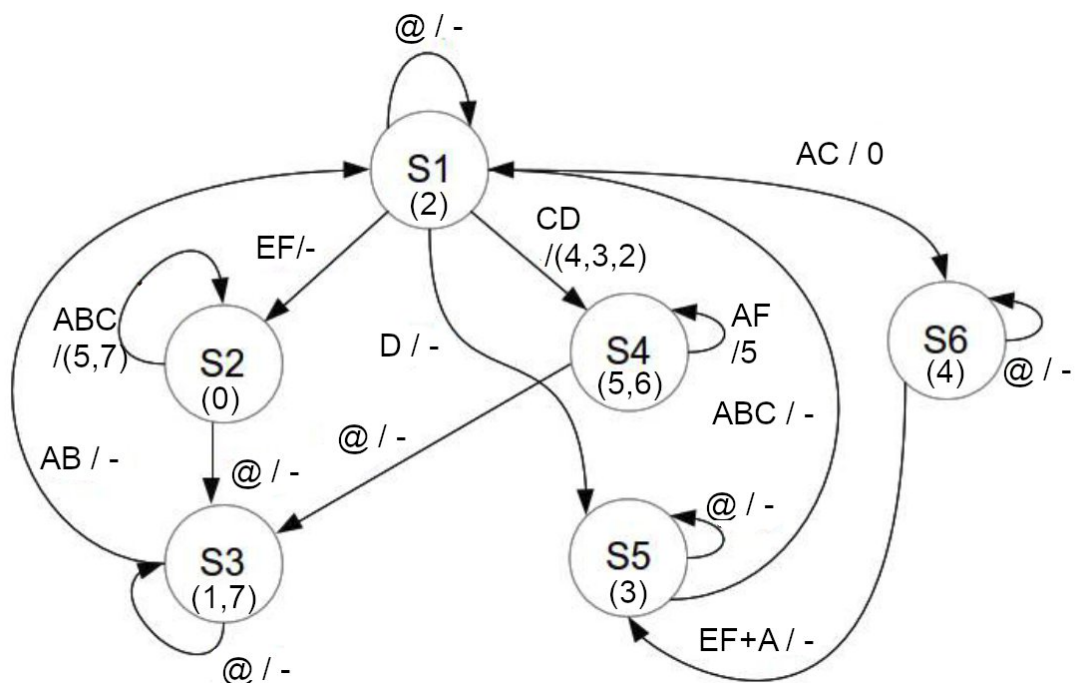 @ / -
S1
(2)
AC / 0
EF/-
CD
/(4,3,2)
ABC
/(5,7)
S2
(0)
D / -
S4
(5,6)
AF
/5
S6
(4)
@ / -
ABC / -
@ / -
AB / -
@ / -
S3
(1,7)
@ / -
S5
(3)
@ / -
EF+A / -